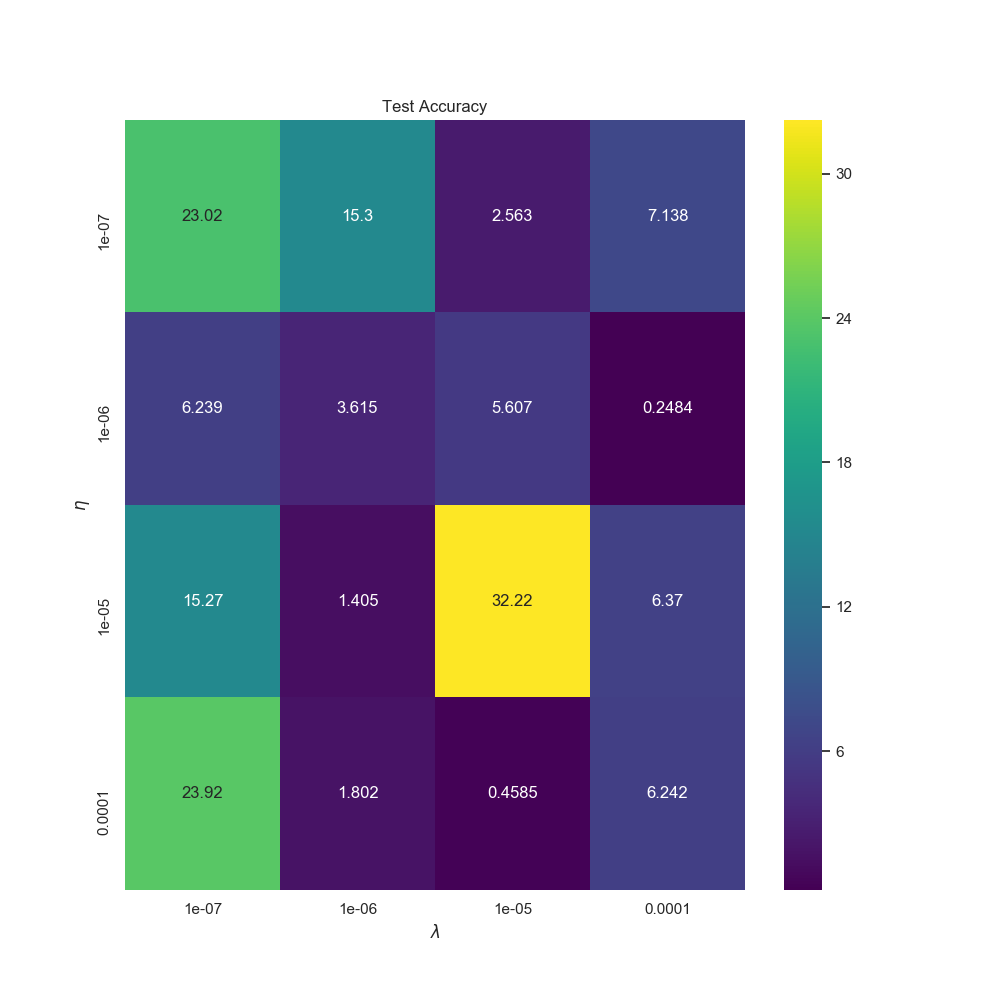 Test Accuracy
1e-07 23.02 15.3 2.563 7.138
1e-06 6.239 3.615 5.607 0.2484
1e-05 15.27 1.405 32.22 6.37
0.0001 23.92 1.802 0.4585 6.242
η
1e-07 1e-06 1e-05 0.0001
λ
30
24
18
12
6